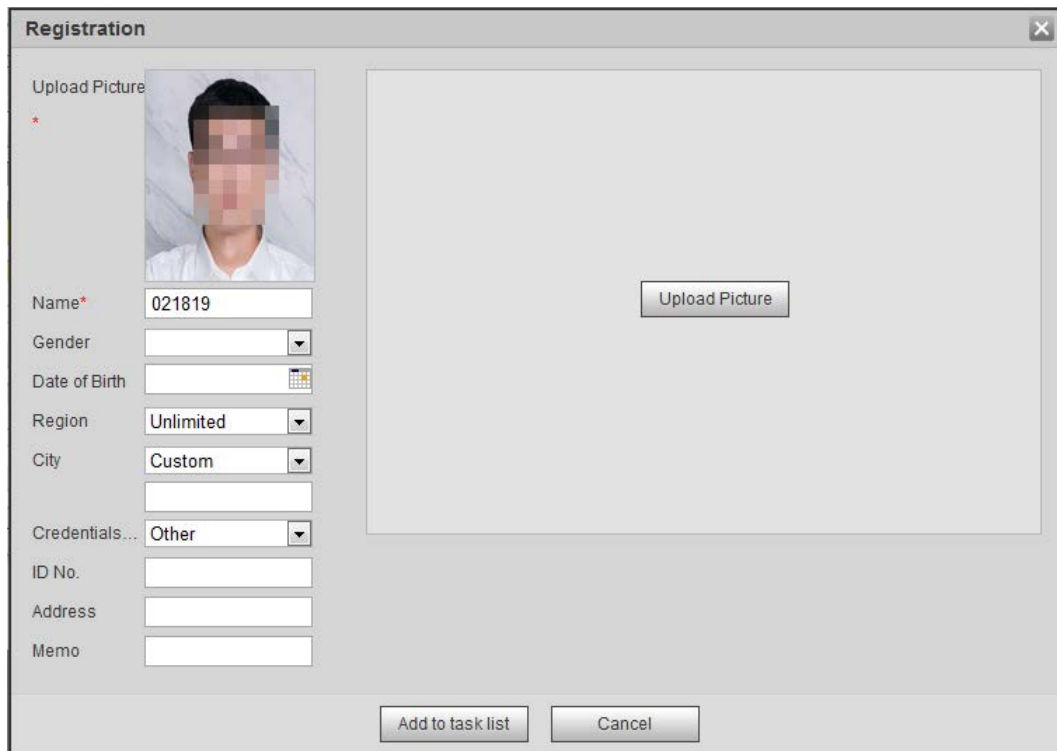 Registration
Upload Picture
*
Name* 021819
Gender
Date of Birth
Region Unlimited
City Custom
Credentials... Other
ID No.
Address
Memo
Upload Picture
Add to task list Cancel